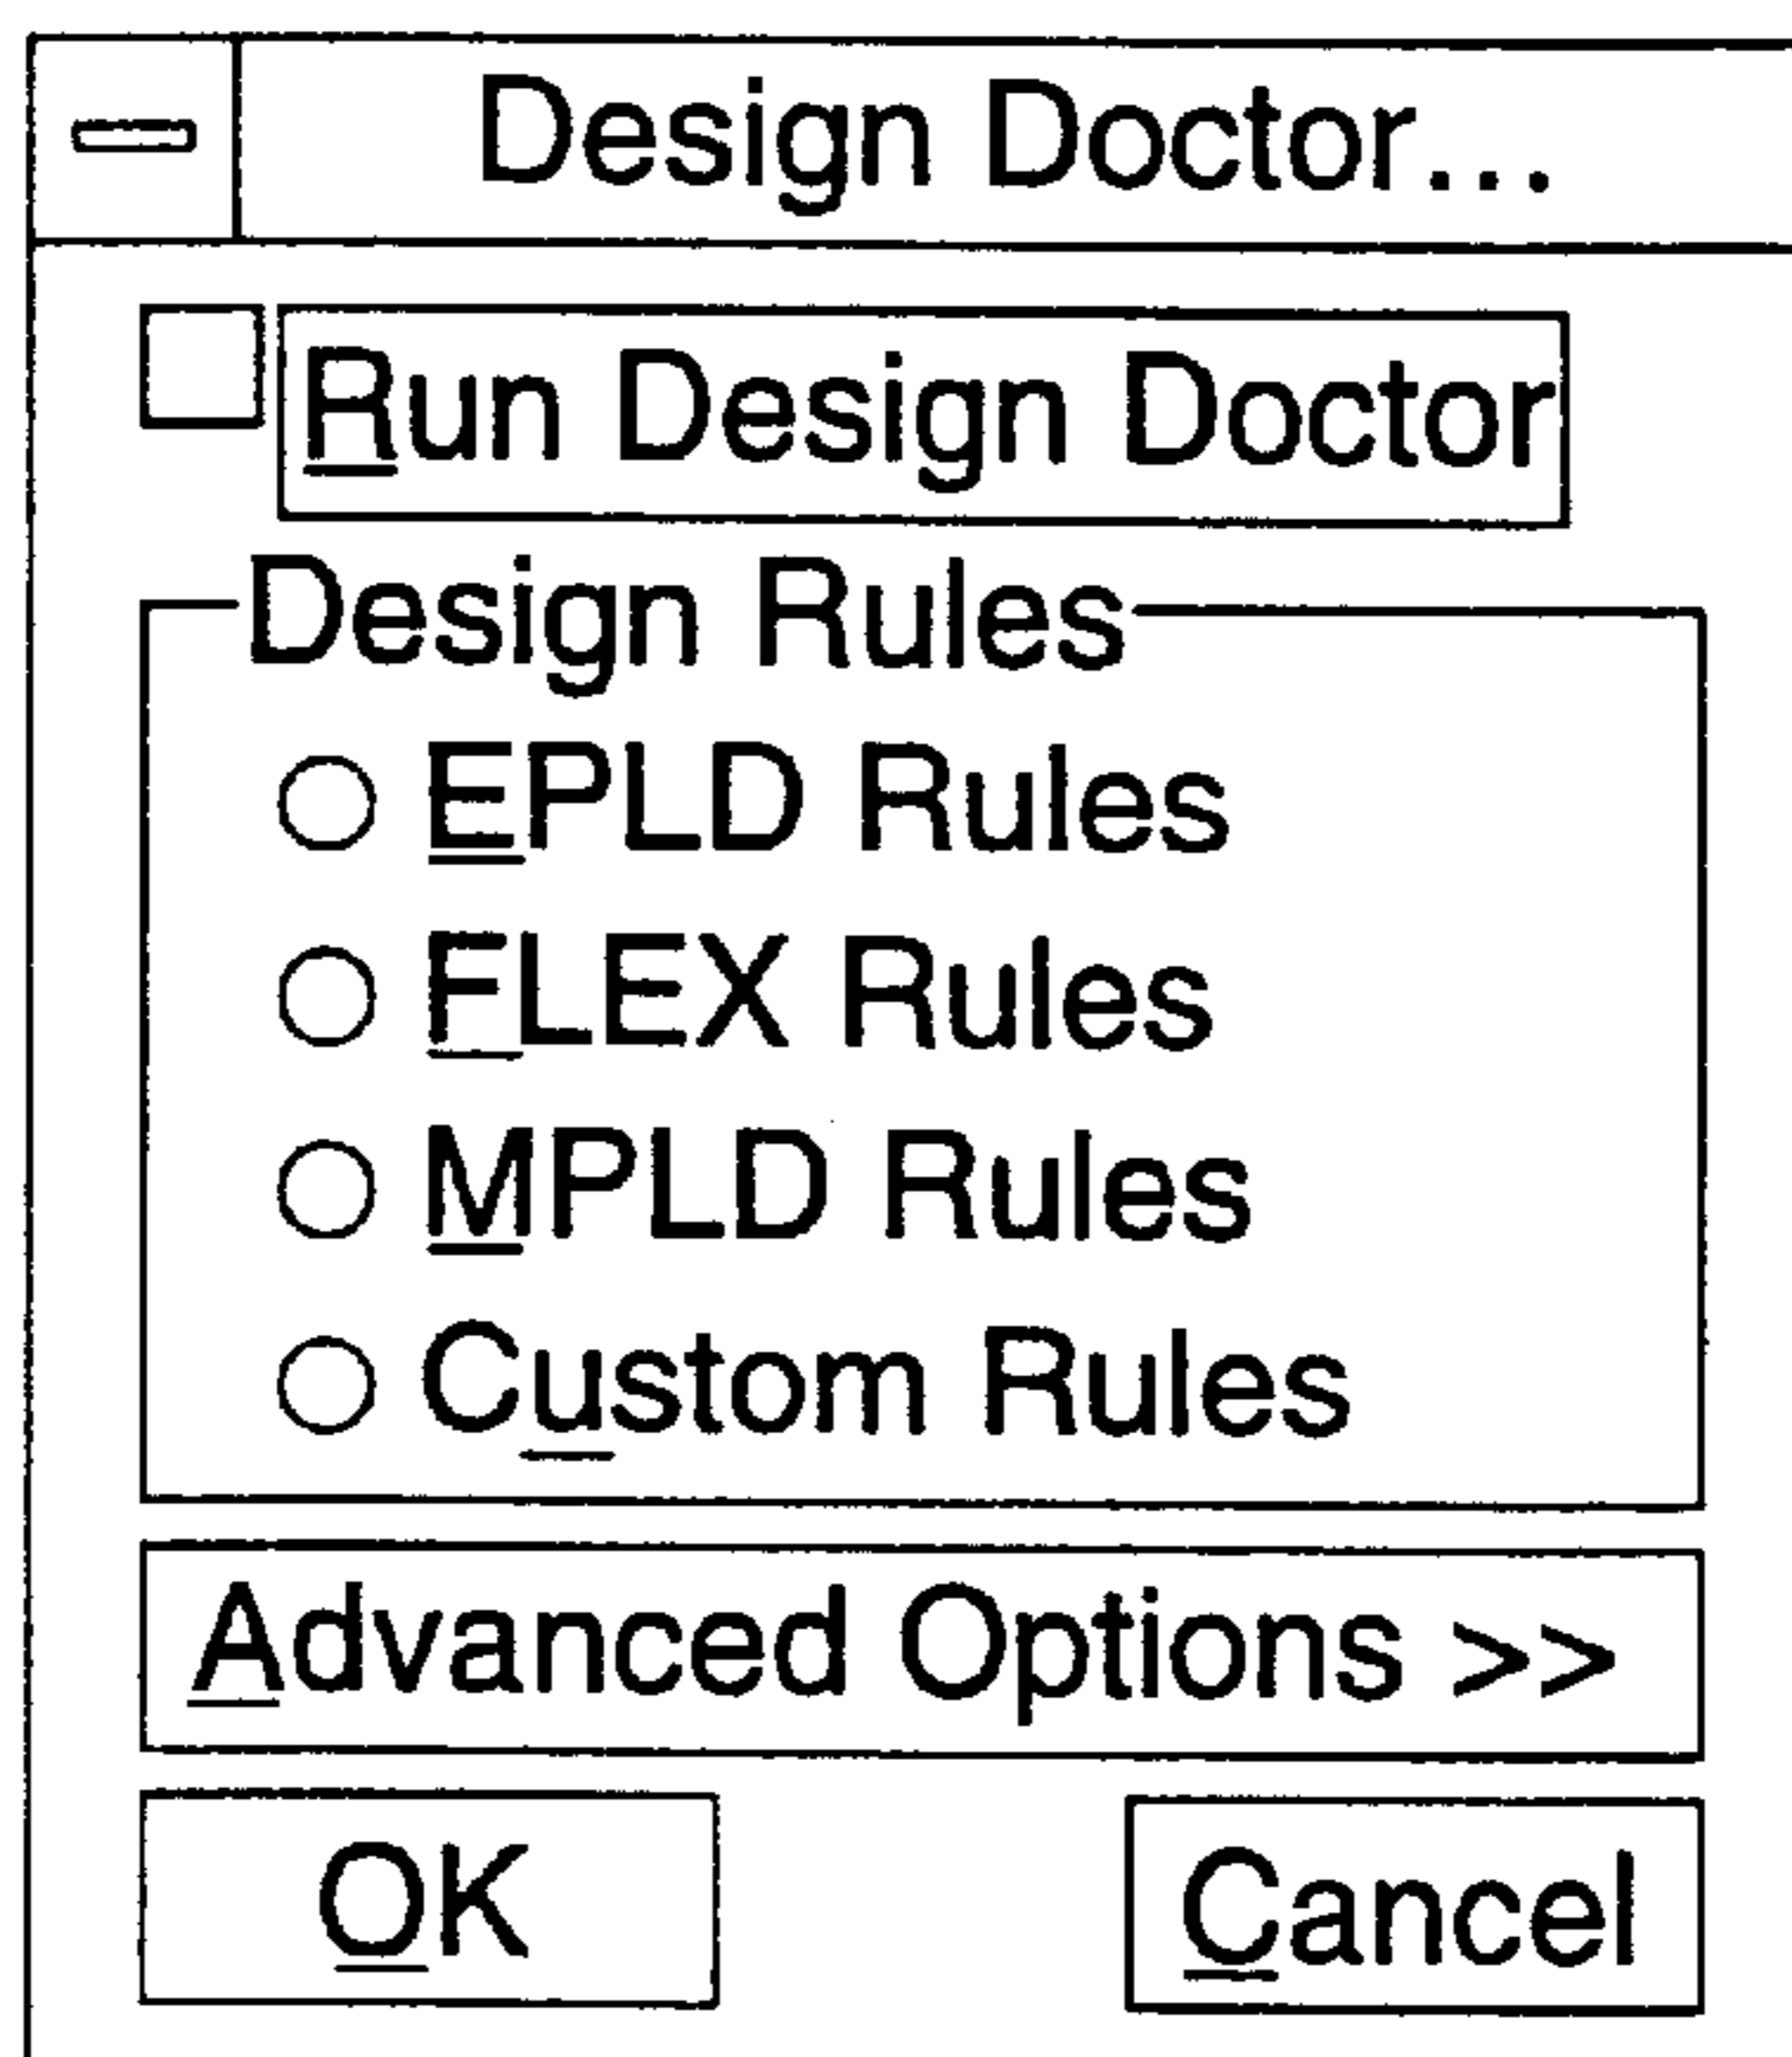 Design Doctor...
Run Design Doctor
Design Rules
EPLD Rules
FLEX Rules
MPLD Rules
Custom Rules
Advanced Options >>
OK
Cancel